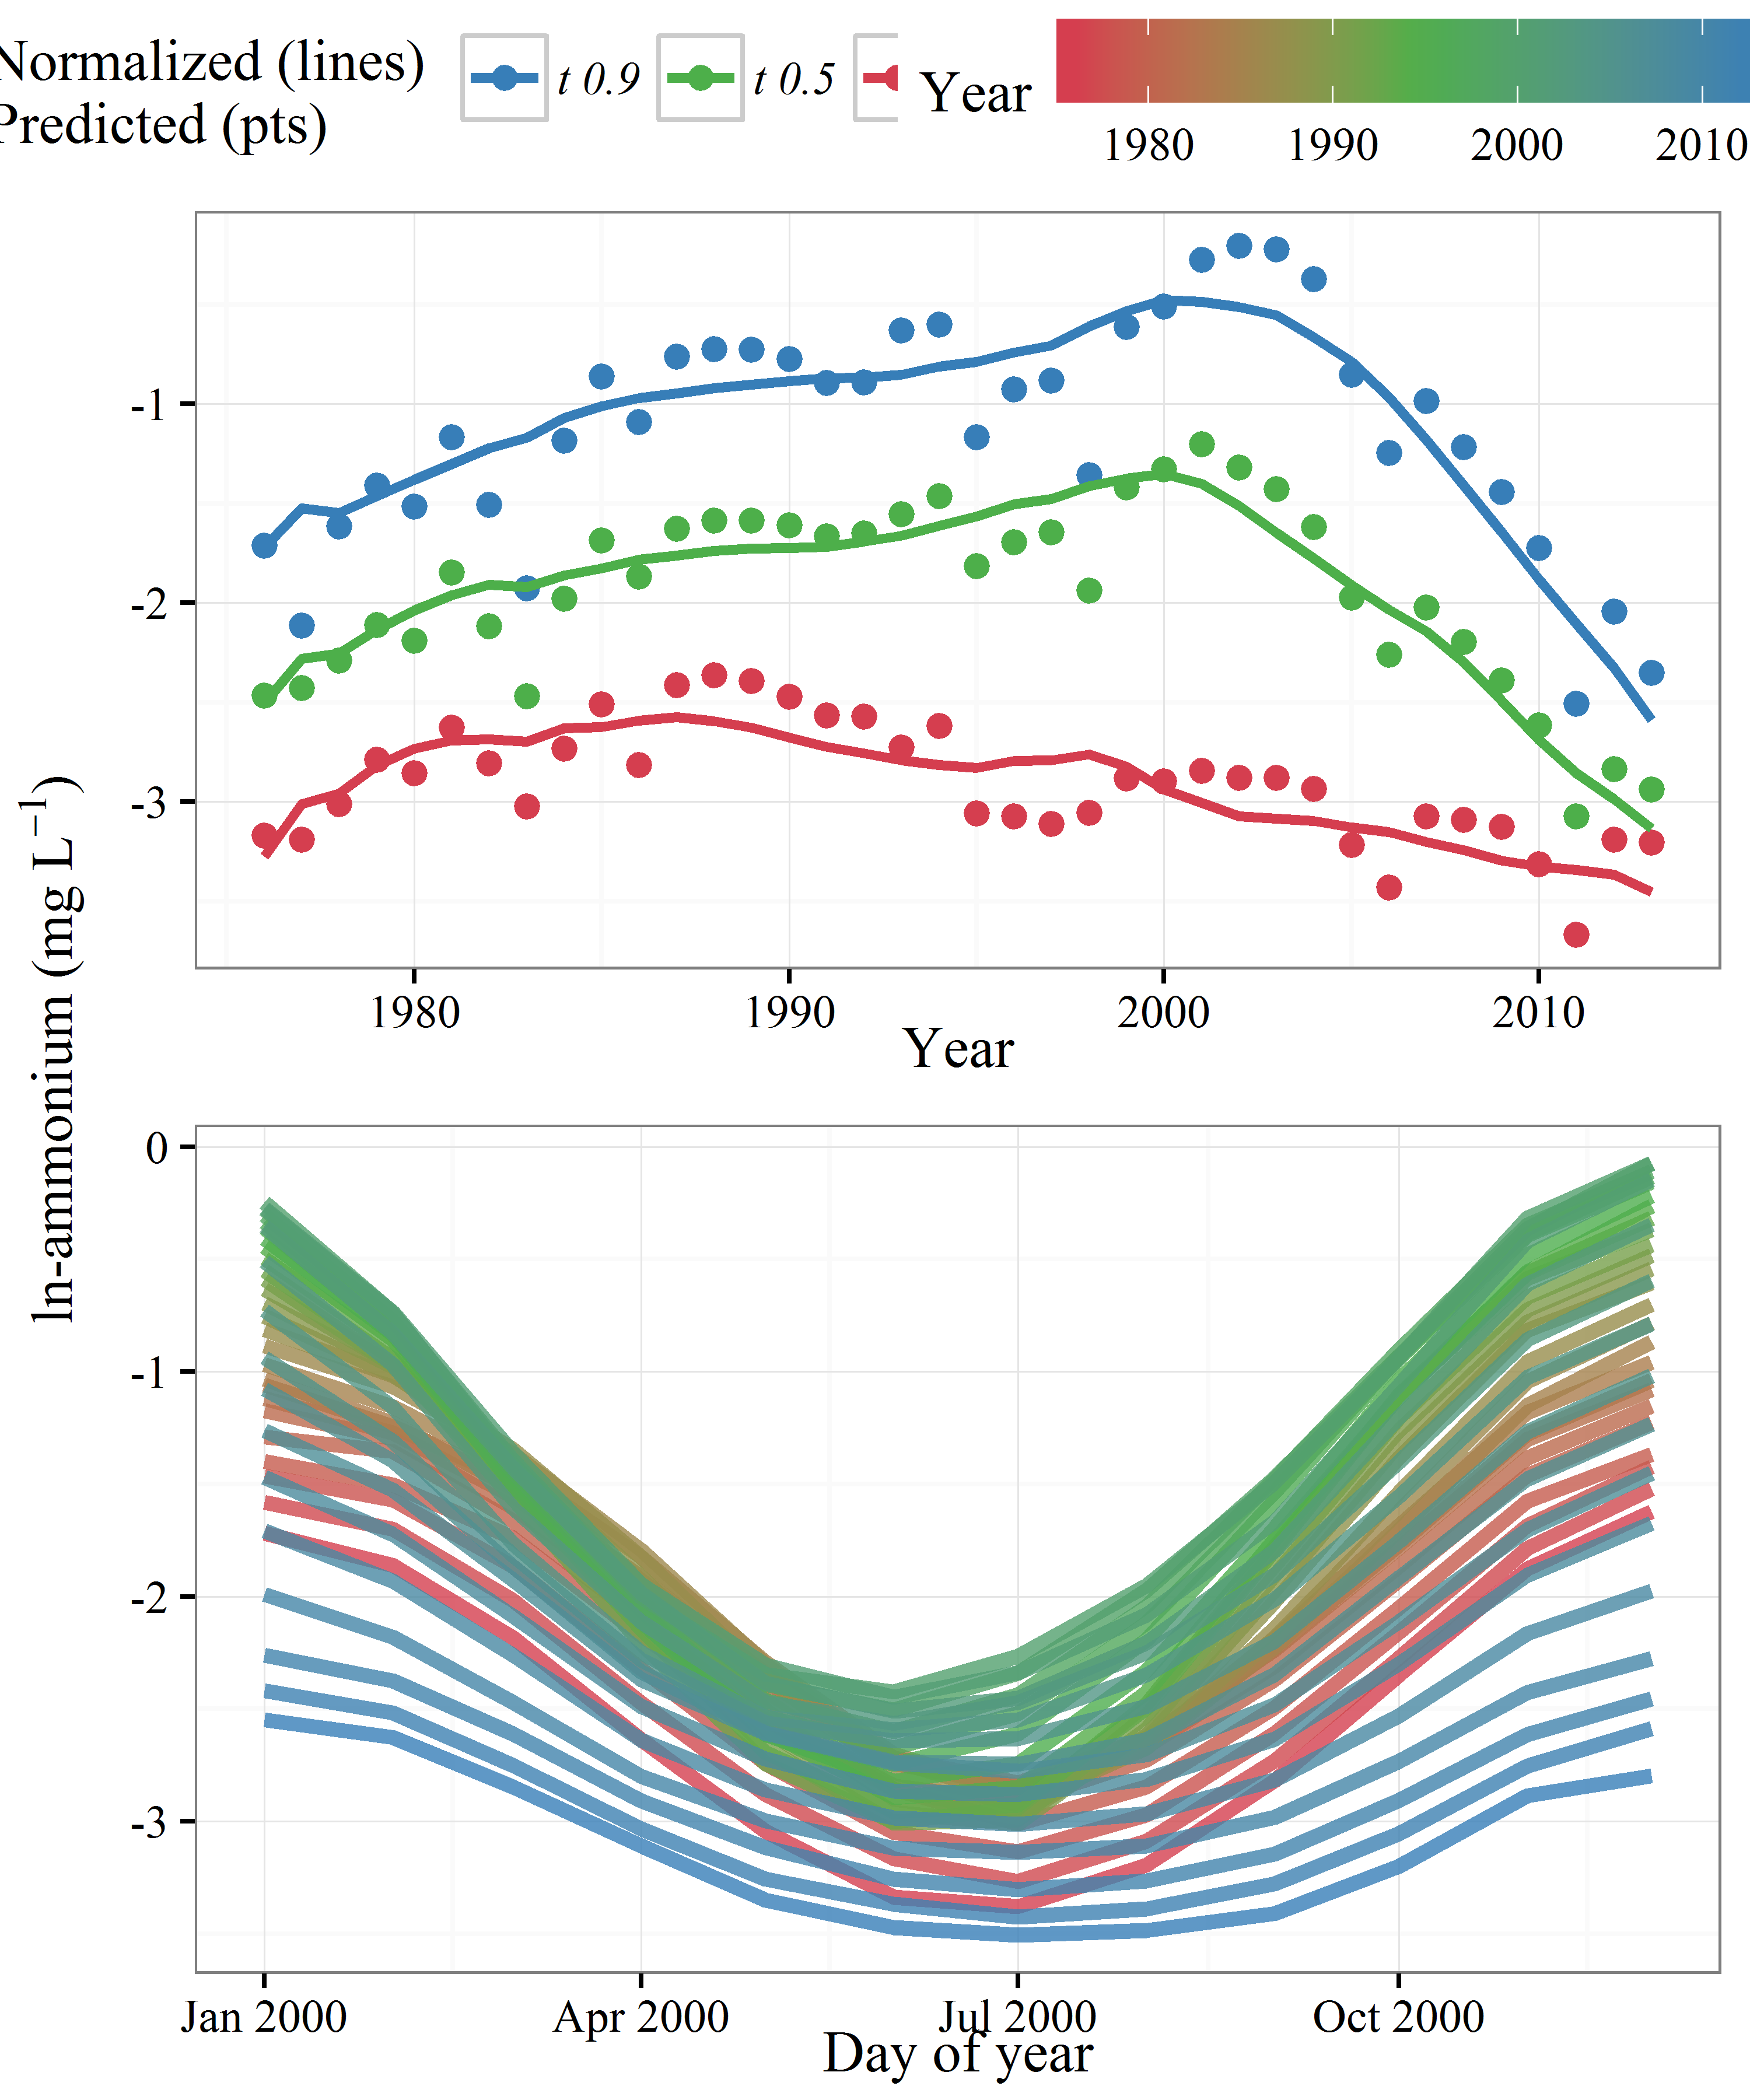 Normalized (lines)
Predicted (pts)
t 0.9
t 0.5
Year
1980 1990 2000 2010
-1
-2
-3
1980 1990 2000 2010
Year
ln-ammonium (mg L⁻¹)
0
-1
-2
-3
Jan 2000 Apr 2000 Jul 2000 Oct 2000
Day of year